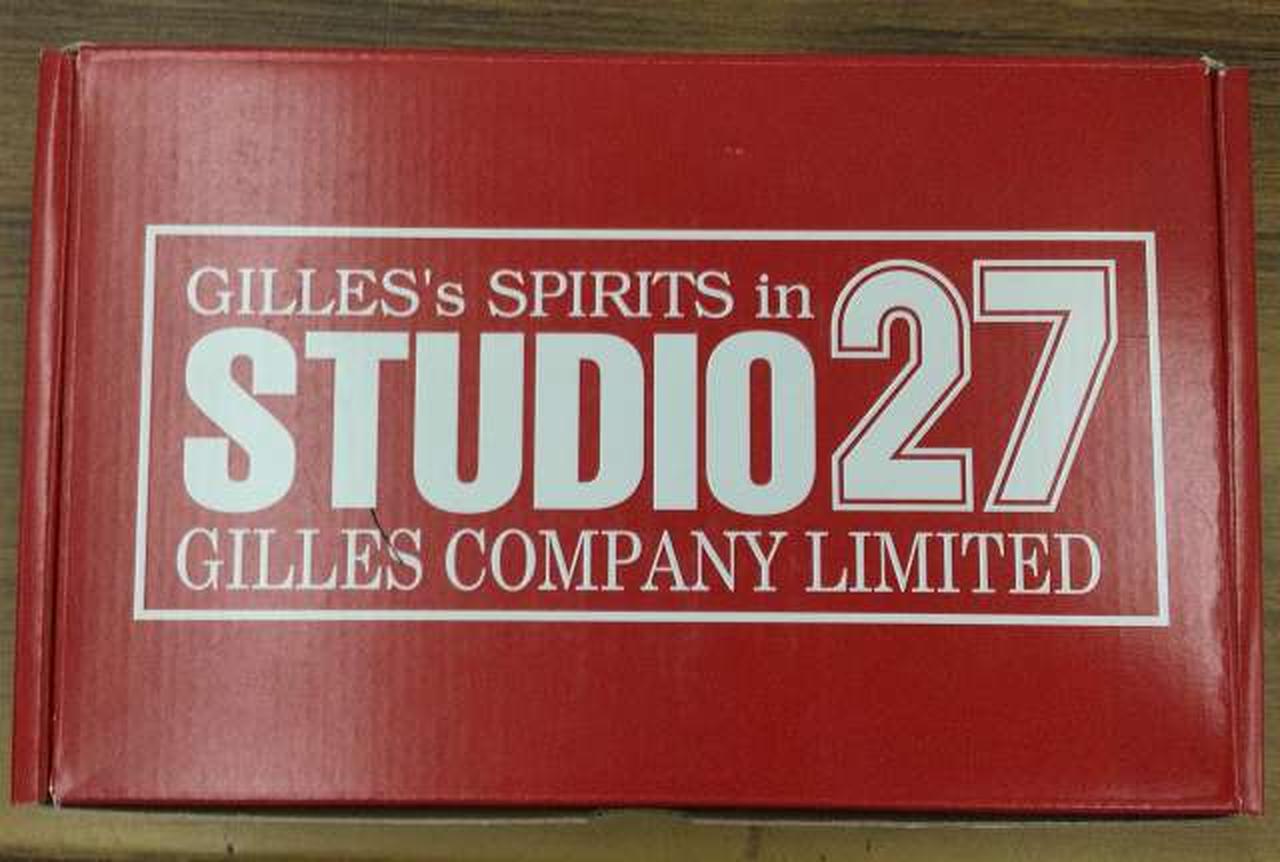 GILLES's SPIRITS in
STUDIO27
GILLES COMPANY LIMITED